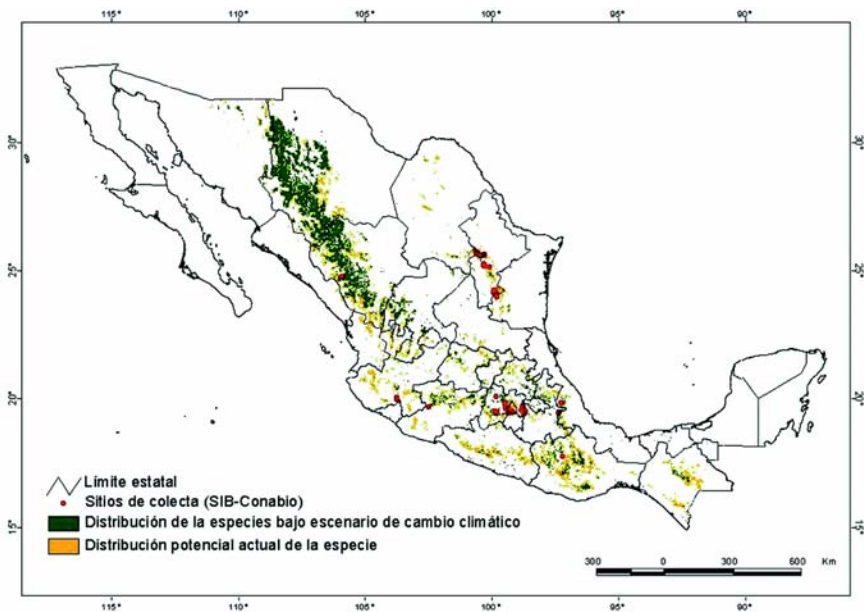 115° 110° 105° 100° 95° 90°
30° 30°
25° 25°
20° 20°
15° 15°
Límite estatal
Sitios de colecta (SIB-Conabio)
Distribución de la especies bajo escenario de cambio climático
Distribución potencial actual de la especie
300 0 300 600 Km
115° 110° 105° 100° 95° 90°